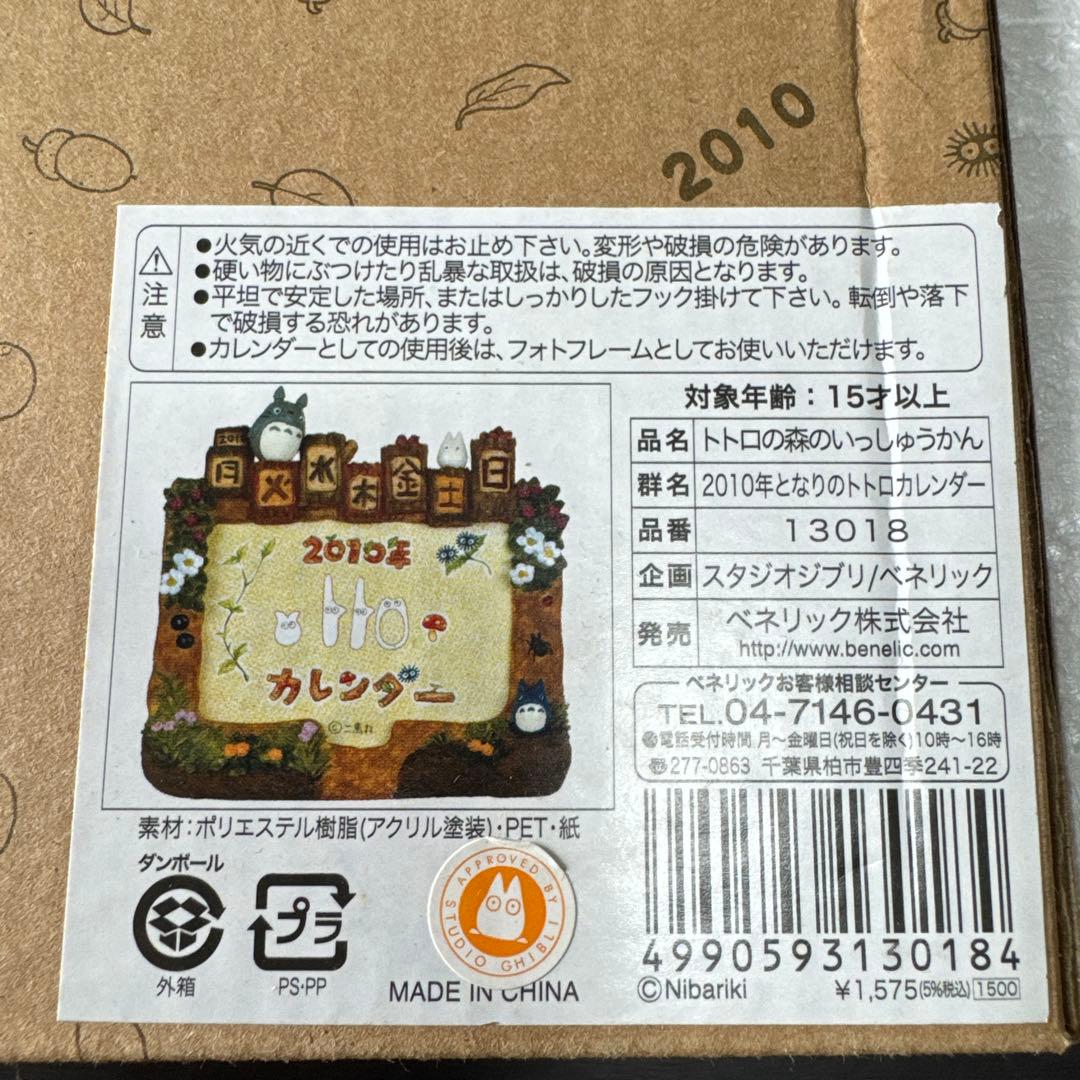 2010
注意
●火気の近くでの使用はお止め下さい。変形や破損の危険があります。
●硬い物にぶつけたり乱暴な取扱は、破損の原因となります。
●平坦で安定した場所、またはしっかりしたフック掛けて下さい。転倒や落下
で破損する恐れがあります。
●カレンダーとしての使用後は、フォトフレームとしてお使いいただけます。
2010
月火水木金土日
2010年
カレンダー
©二馬力
対象年齢：15才以上
品名 トトロの森のいっしゅうかん
群名 2010年となりのトトロカレンダー
品番 13018
企画 スタジオジブリ/ベネリック
発売 ベネリック株式会社
http://www.benelic.com
ベネリックお客様相談センター
TEL.04-7146-0431
電話受付時間 月～金曜日(祝日を除く)10時～16時
〒277-0863 千葉県柏市豊四季241-22
素材：ポリエステル樹脂(アクリル塗装)・PET・紙
ダンボール
外箱
プラ
PS・PP
APPROVED BY
STUDIO GHIBLI
MADE IN CHINA
4990593130184
©Nibariki
¥1,575(5%税込) 1500